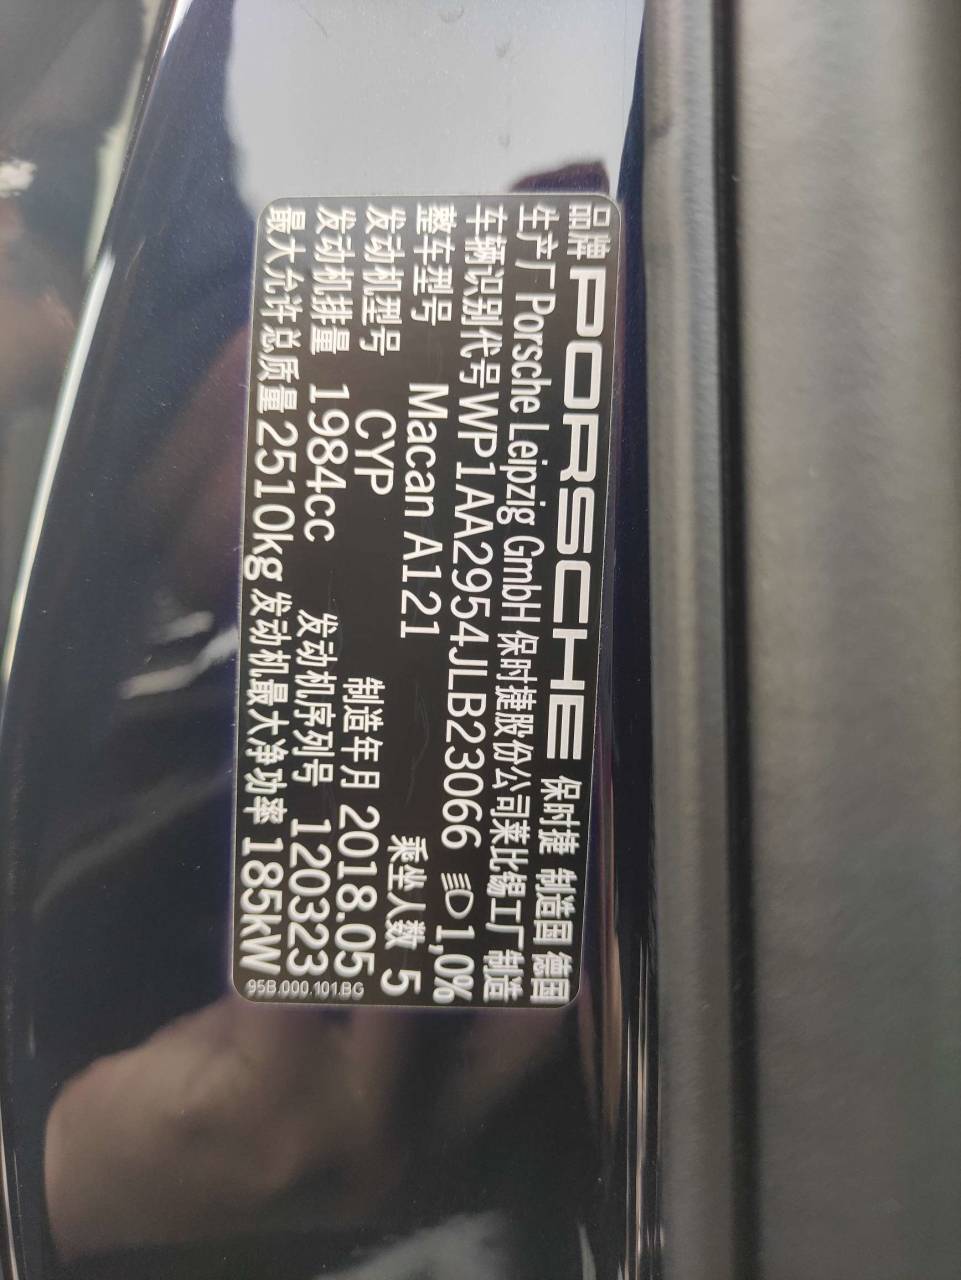 品牌 PORSCHE 保时捷 制造国 德国
生产厂 Porsche Leipzig GmbH 保时捷股份公司莱比锡工厂 制造
车辆识别代号 WP1AA2954JLB23066 1,0%
整车型号 Macan A121 乘坐人数 5
发动机型号 CYP 制造年月 2018.05
发动机排量 1984cc 发动机序列号 120323
最大允许总质量 2510kg 发动机最大净功率 185kW
95B.000.101.BG